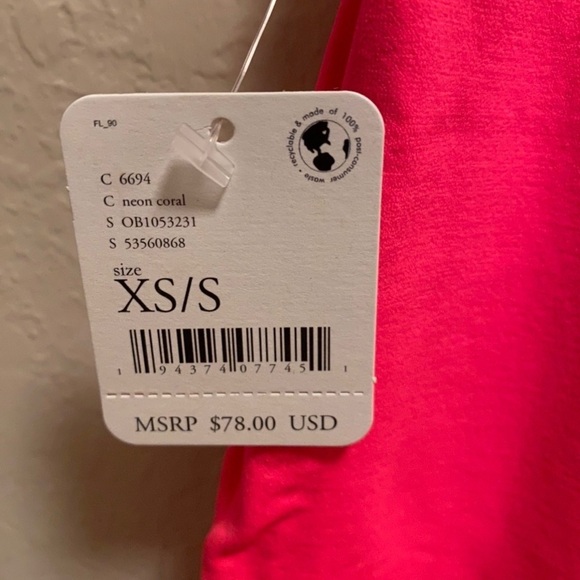 FL_90
recyclable & made of 100% post-consumer waste •
C 6694
C neon coral
S OB1053231
S 53560868
size
XS/S
1 94374 07745 1
MSRP $78.00 USD